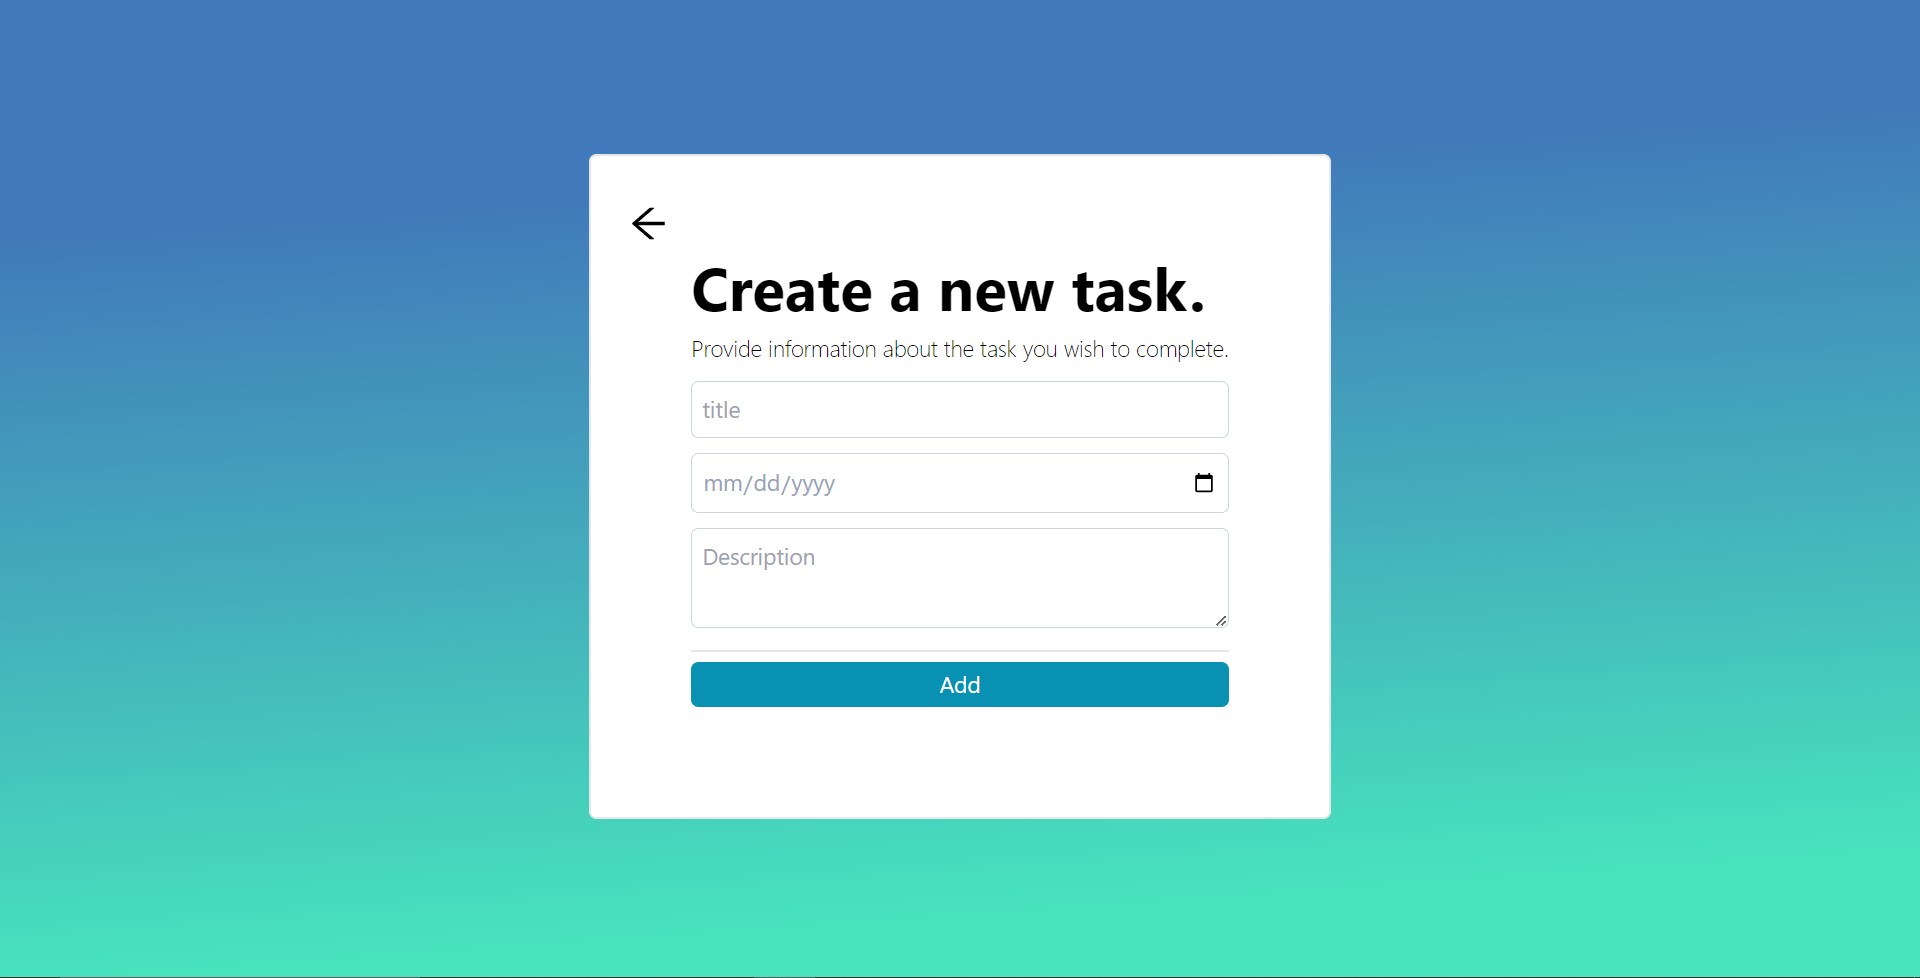 Create a new task.
Provide information about the task you wish to complete.
title
mm/dd/yyyy
Description
Add